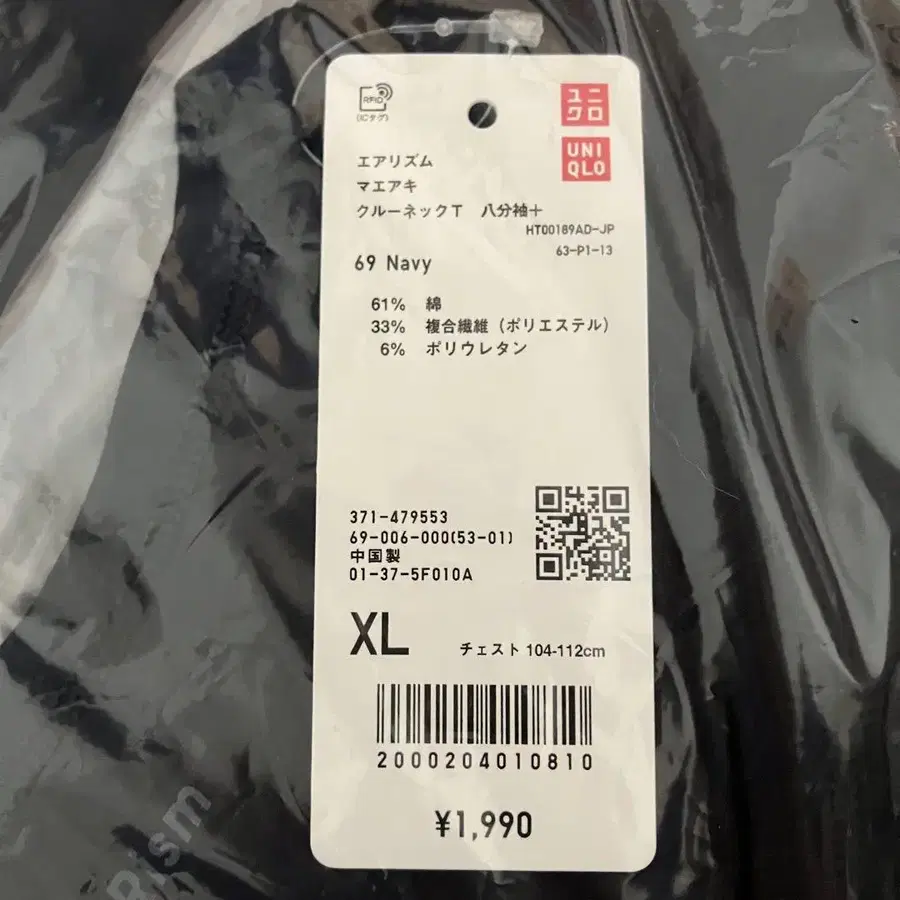 RFID
(ICタグ)
ユニ
クロ
UNI
QLO
エアリズム
マエアキ
クルーネックT 八分袖+
HT00189AD-JP
63-P1-13
69 Navy
61% 綿
33% 複合繊維(ポリエステル)
6% ポリウレタン
371-479553
69-006-000(53-01)
中国製
01-37-5F010A
XL チェスト 104-112cm
2000204010810
¥1,990
RIsm